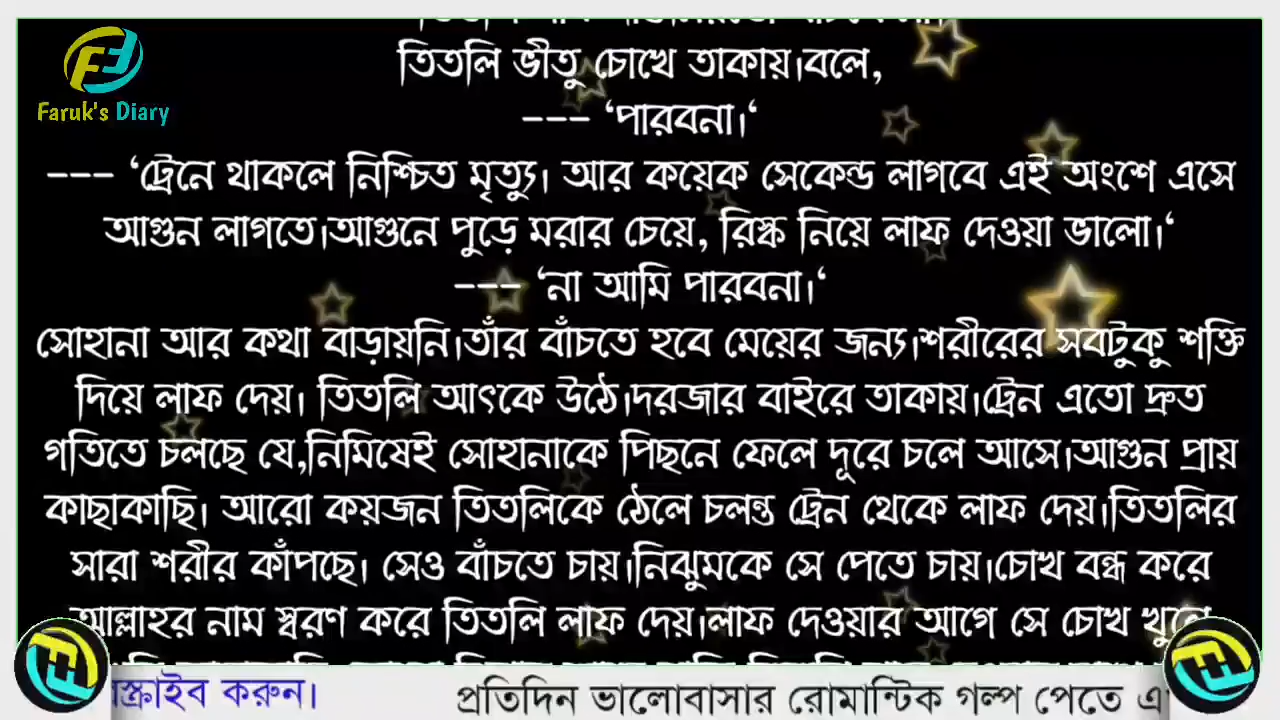 Faruk's Diary
তিতলি ভীতু চোখে তাকায়।বলে,
--- ‘পারবনা।‘
--- ‘ট্রেনে থাকলে নিশ্চিত মৃত্যু। আর কয়েক সেকেন্ড লাগবে এই অংশে এসে
আগুন লাগতে।আগুনে পুড়ে মরার চেয়ে, রিস্ক নিয়ে লাফ দেওয়া ভালো।‘
--- ‘না আমি পারবনা।‘
সোহানা আর কথা বাড়ায়নি।তাঁর বাঁচতে হবে মেয়ের জন্য।শরীরের সবটুকু শক্তি
দিয়ে লাফ দেয়। তিতলি আৎকে উঠে।দরজার বাইরে তাকায়।ট্রেন এতো দ্রুত
গতিতে চলছে যে,নিমিষেই সোহানাকে পিছনে ফেলে দূরে চলে আসে।আগুন প্রায়
কাছাকাছি। আরো কয়জন তিতলিকে ঠেলে চলন্ত ট্রেন থেকে লাফ দেয়।তিতলির
সারা শরীর কাঁপছে। সেও বাঁচতে চায়।নিঝুমকে সে পেতে চায়।চোখ বন্ধ করে
আল্লাহর নাম স্বরণ করে তিতলি লাফ দেয়।লাফ দেওয়ার আগে সে চোখ
করুন। প্রতিদিন ভালোবাসার রোমান্টিক গল্প পেতে